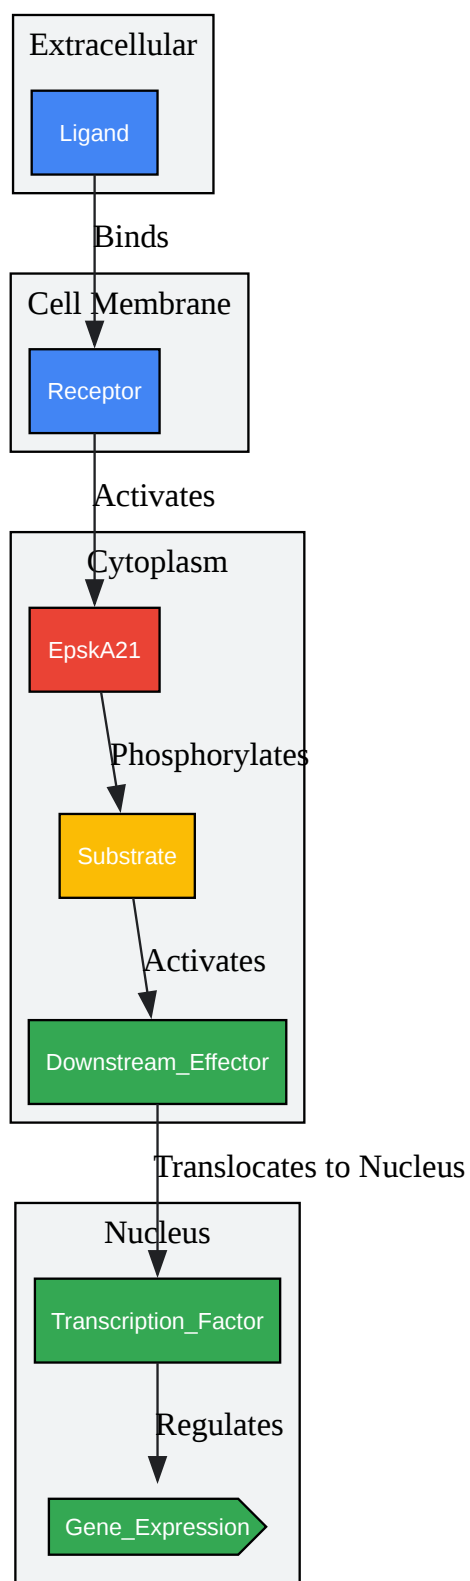 Extracellular
Ligand
Binds
Cell Membrane
Receptor
Activates
Cytoplasm
EpskA21
Phosphorylates
Substrate
Activates
Downstream_Effector
Translocates to Nucleus
Nucleus
Transcription_Factor
Regulates
Gene_Expression